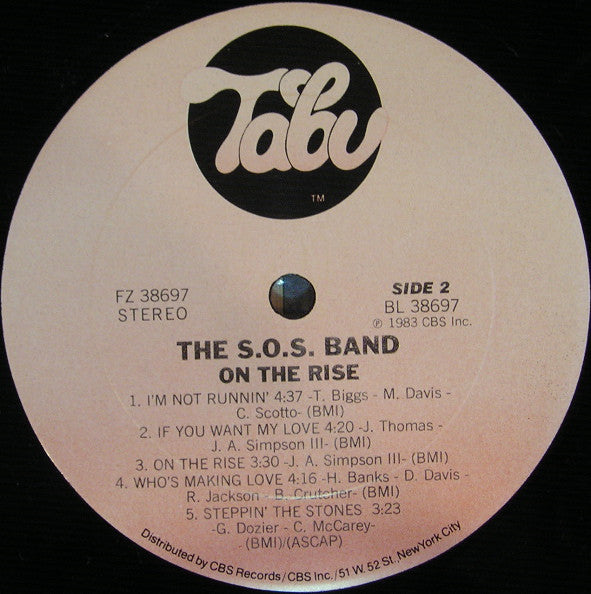 Tabu
TM
FZ 38697
STEREO
SIDE 2
BL 38697
℗ 1983 CBS Inc.
THE S.O.S. BAND
ON THE RISE
1. I'M NOT RUNNIN' 4:37 -T. Biggs - M. Davis -
C. Scotto- (BMI)
2. IF YOU WANT MY LOVE 4:20 -J. Thomas -
J. A. Simpson III- (BMI)
3. ON THE RISE 3:30 -J. A. Simpson III- (BMI)
4. WHO'S MAKING LOVE 4:16 -H. Banks - D. Davis -
R. Jackson - B. Crutcher- (BMI)
5. STEPPIN' THE STONES 3:23
-G. Dozier - C. McCarey-
-(BMI)/(ASCAP)
Distributed by CBS Records/CBS Inc./51 W. 52 St., New York City